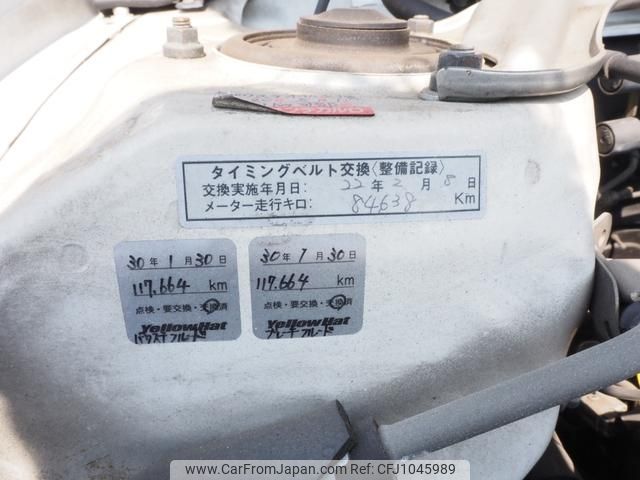 タイミングベルト交換〈整備記録〉
交換実施年月日: 22年2月8日
メーター走行キロ: 84638 Km
30年1月30日
117,664 km
点検・要交換・交換済
YellowHat
パワステフルード
30年1月30日
117.664 km
点検・要交換・交換済
YellowHat
ブレーキフルード
www.CarFromJapan.com - Ref No. CFJ1045989